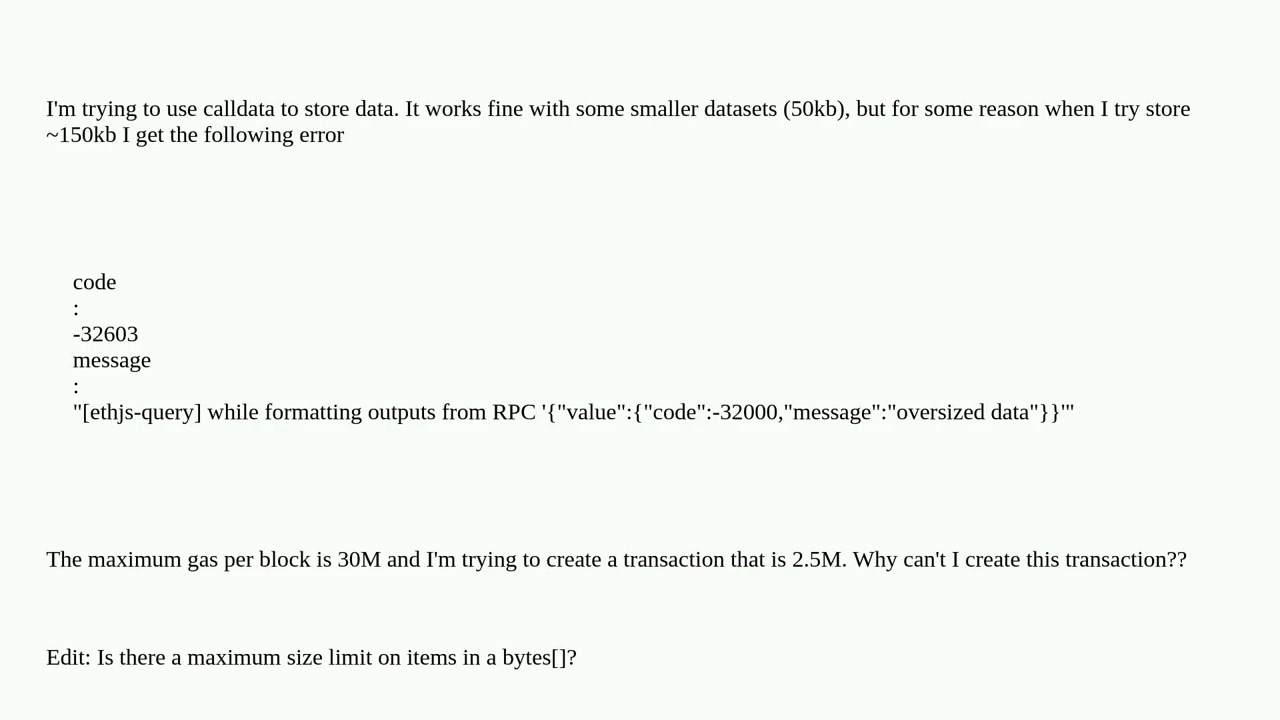 I'm trying to use calldata to store data. It works fine with some smaller datasets (50kb), but for some reason when I try store
~150kb I get the following error
code
:
-32603
message
:
"[ethjs-query] while formatting outputs from RPC '{"value":{"code":-32000,"message":"oversized data"}}'"
The maximum gas per block is 30M and I'm trying to create a transaction that is 2.5M. Why can't I create this transaction??
Edit: Is there a maximum size limit on items in a bytes[]?